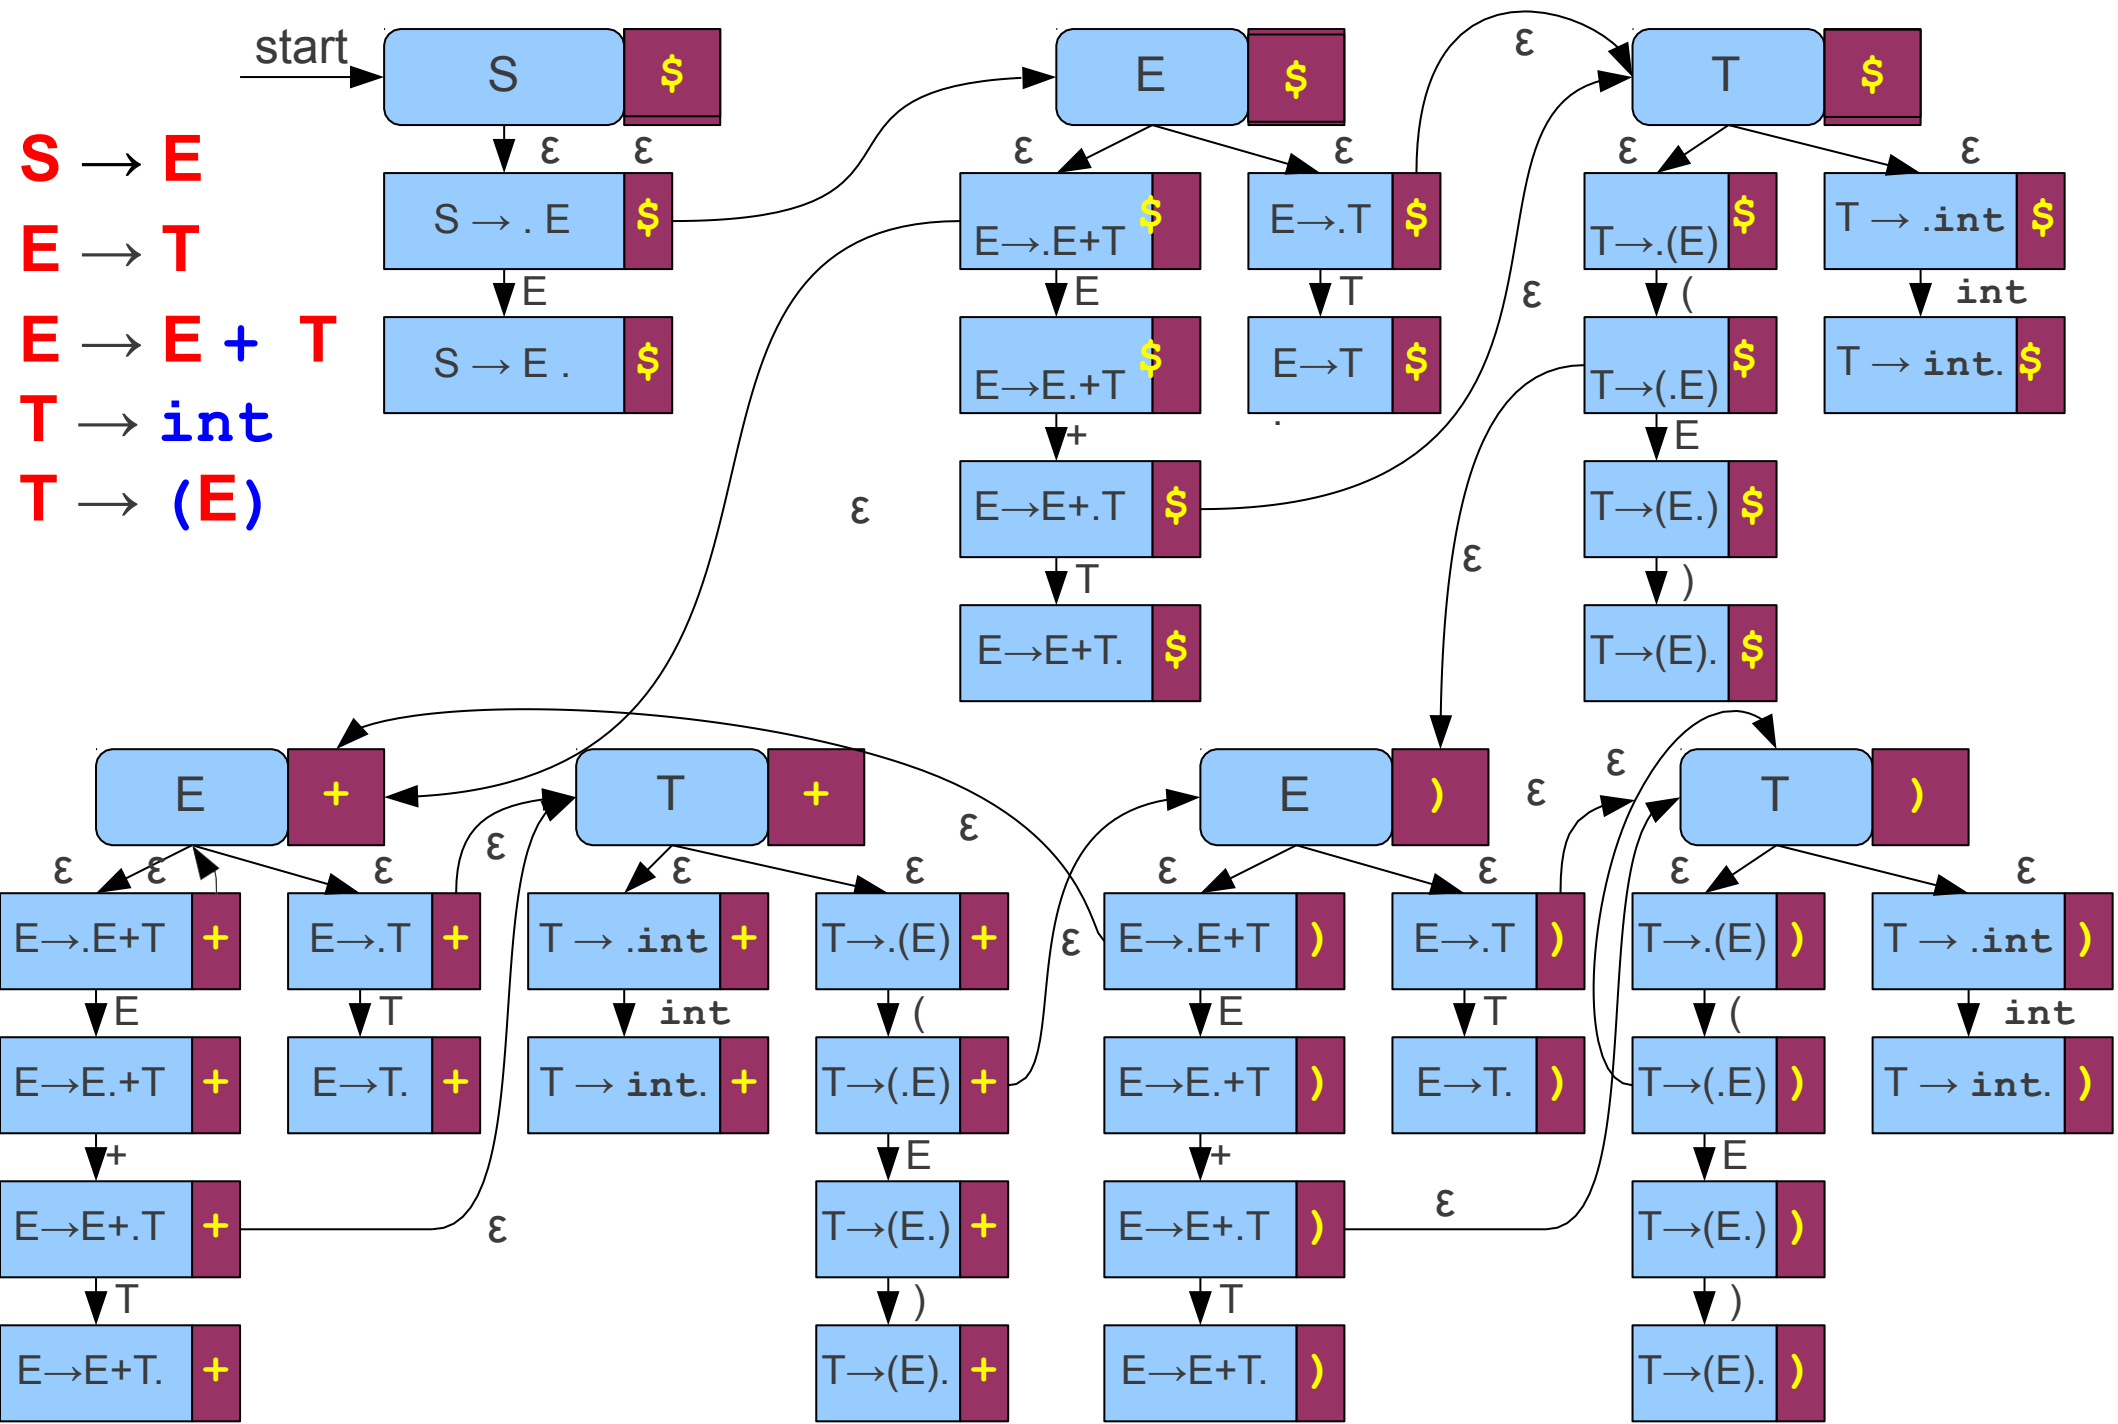 start
S $
E $
T $
S → E
E → T
E → E + T
T → int
T → (E)
ε ε
ε ε
ε
ε ε
S → . E $
E→.E+T $
E→.T $
T→.(E) $
T → .int $
E
E
T
ε
(
int
S → E . $
E→E.+T $
E→T $
.
T→(.E) $
T → int. $
+
E
ε
E→E+.T $
T→(E.) $
T
ε
)
E→E+T. $
T→(E). $
E +
T +
E )
T )
ε
ε
ε
ε ε ε
ε
ε ε
ε ε
ε ε
E→.E+T +
E→.T +
T → .int +
T→.(E) +
ε
E→.E+T )
E→.T )
T→.(E) )
T → .int )
E
T
int
(
E
T
(
int
E→E.+T +
E→T. +
T → int. +
T→(.E) +
E→E.+T )
E→T. )
T→(.E) )
T → int. )
+
E
+
E
E→E+.T +
ε
T→(E.) +
E→E+.T )
ε
T→(E.) )
T
)
T
)
E→E+T. +
T→(E). +
E→E+T. )
T→(E). )